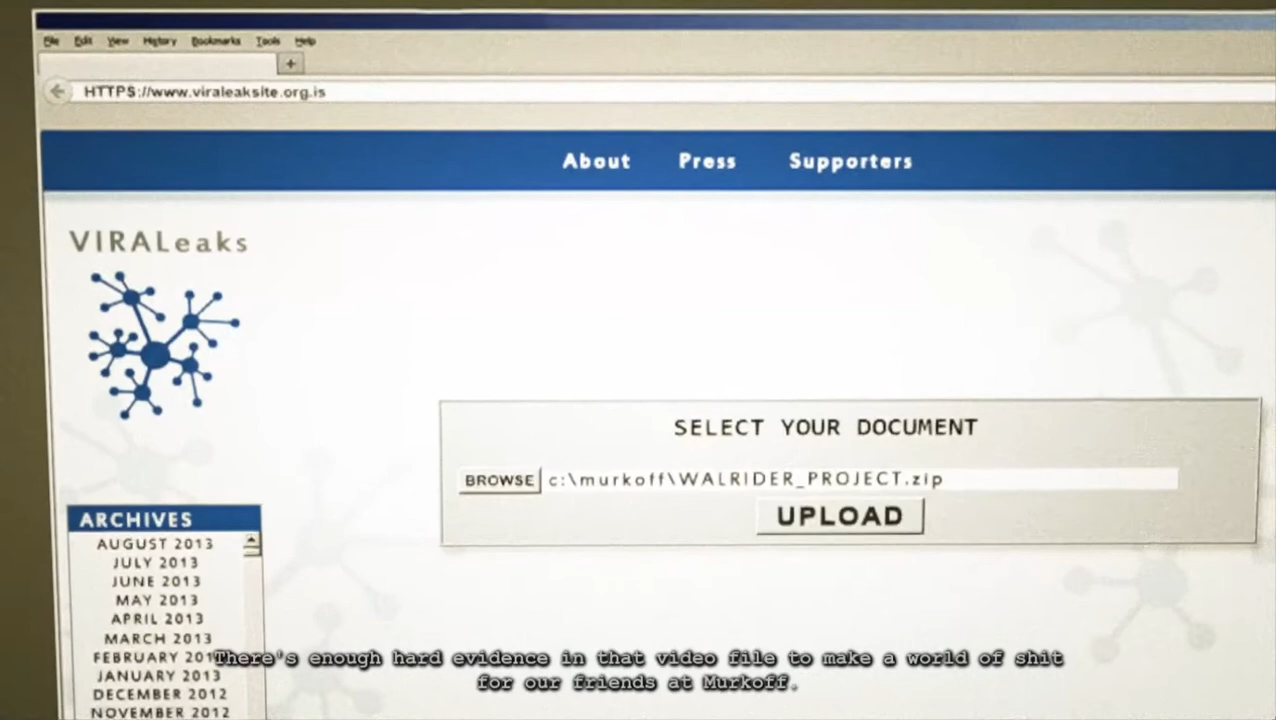 File Edit View History Bookmarks Tools Help
+
HTTPS://www.viraleaksite.org.is
About Press Supporters
VIRALeaks
SELECT YOUR DOCUMENT
BROWSE c:\murkoff\WALRIDER_PROJECT.zip
UPLOAD
ARCHIVES
AUGUST 2013
JULY 2013
JUNE 2013
MAY 2013
APRIL 2013
MARCH 2013
FEBRUARY 201
JANUARY 2013
DECEMBER 2012
NOVEMBER 2012
There's enough hard evidence in that video file to make a world of shit
for our friends at Murkoff.